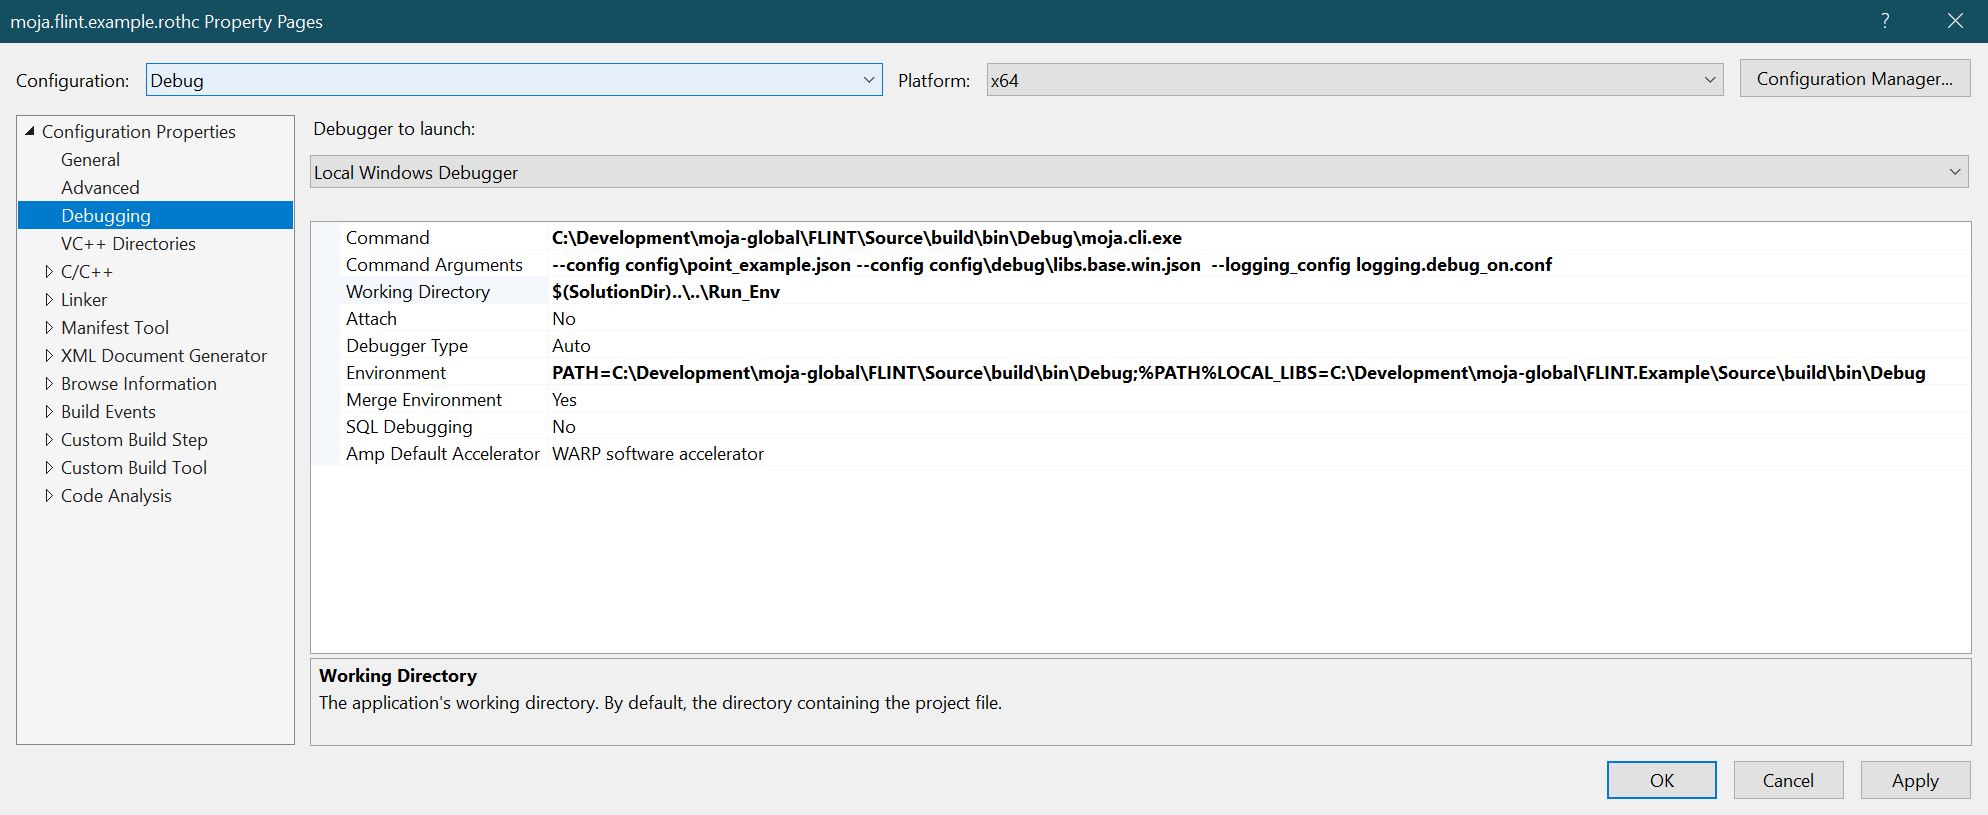 moja.flint.example.rothc Property Pages ?
Configuration: Debug Platform: x64 Configuration Manager...
Configuration Properties
General
Advanced
Debugging
VC++ Directories
C/C++
Linker
Manifest Tool
XML Document Generator
Browse Information
Build Events
Custom Build Step
Custom Build Tool
Code Analysis
Debugger to launch:
Local Windows Debugger
Command C:\Development\moja-global\FLINT\Source\build\bin\Debug\moja.cli.exe
Command Arguments --config config\point_example.json --config config\debug\libs.base.win.json  --logging_config logging.debug_on.conf
Working Directory $(SolutionDir)..\..\Run_Env
Attach No
Debugger Type Auto
Environment PATH=C:\Development\moja-global\FLINT\Source\build\bin\Debug;%PATH%LOCAL_LIBS=C:\Development\moja-global\FLINT.Example\Source\build\bin\Debug
Merge Environment Yes
SQL Debugging No
Amp Default Accelerator WARP software accelerator
Working Directory
The application's working directory. By default, the directory containing the project file.
OK Cancel Apply